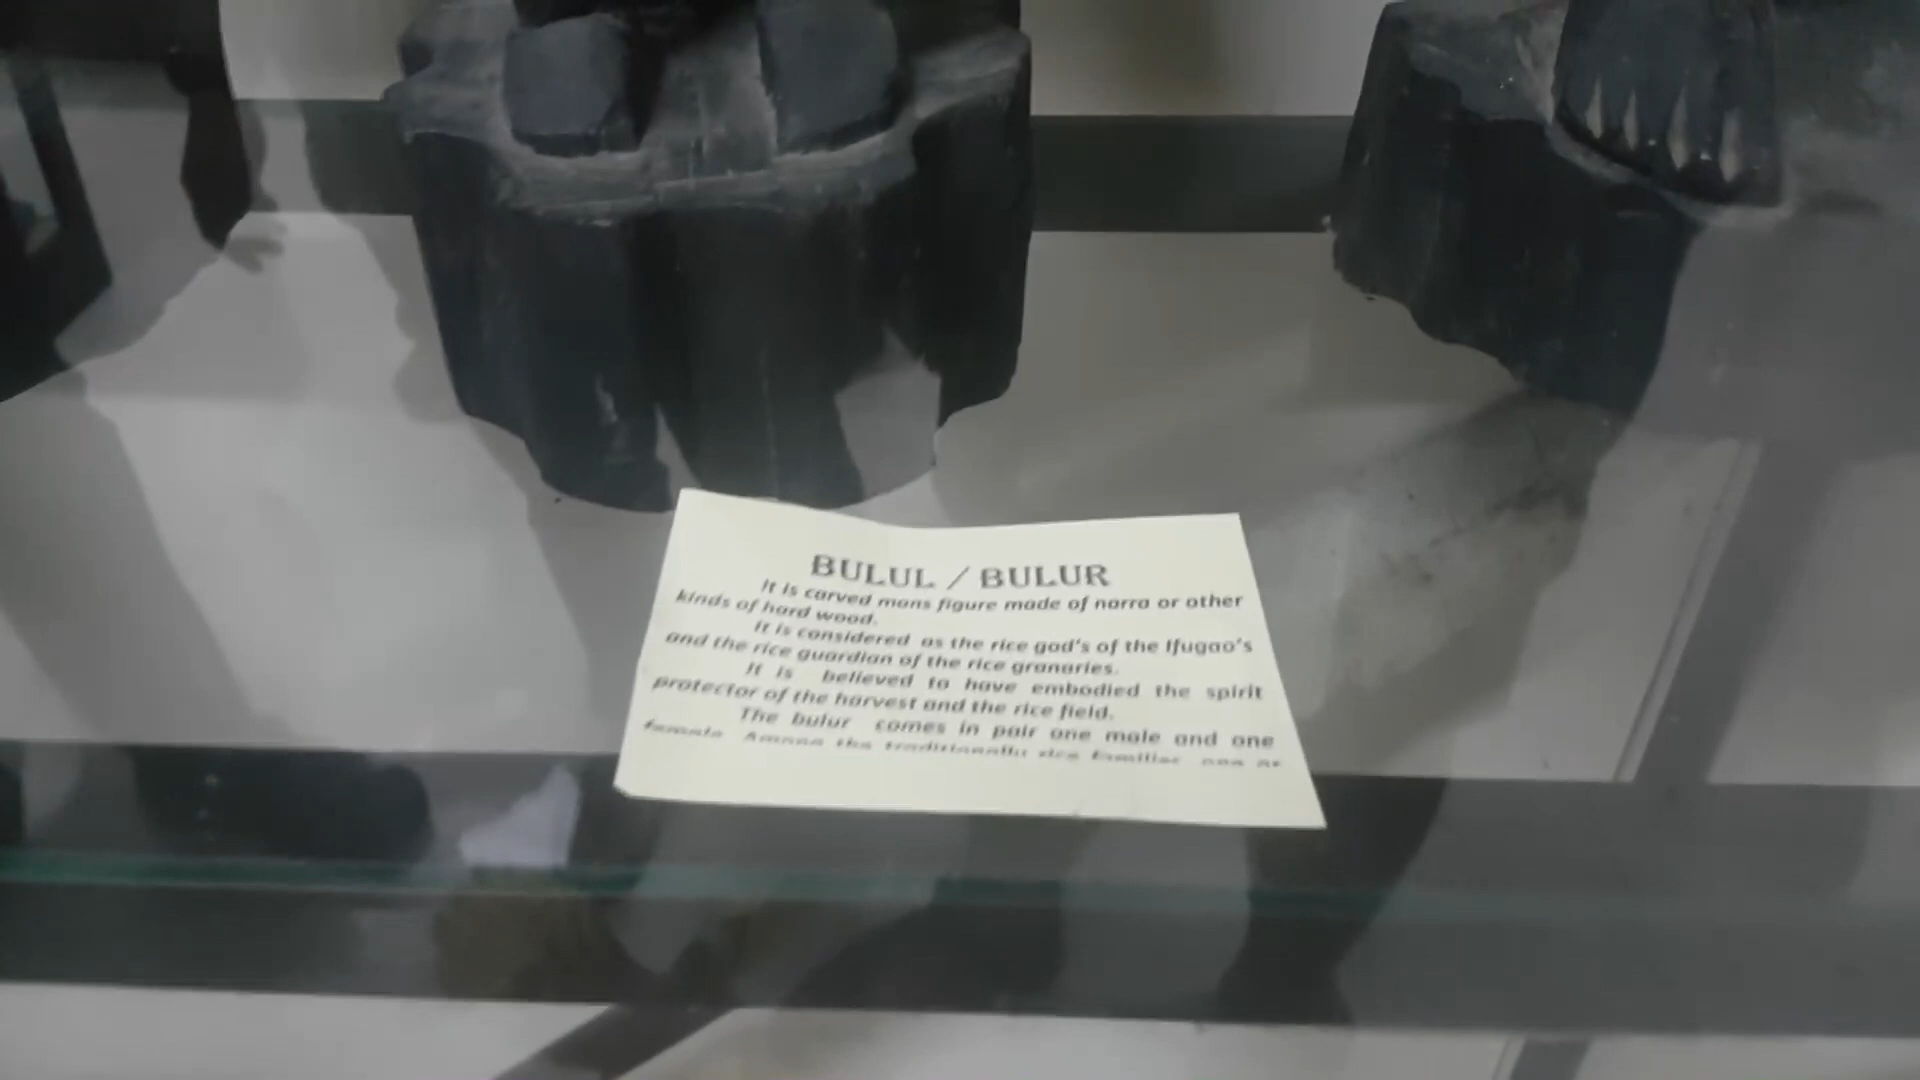 BULUL / BULUR
It is carved mans figure made of narra or other
kinds of hard wood.
It is considered as the rice god's of the Ifugao's
and the rice guardian of the rice granaries.
It is believed to have embodied the spirit
protector of the harvest and the rice field.
The bulur comes in pair one male and one
female